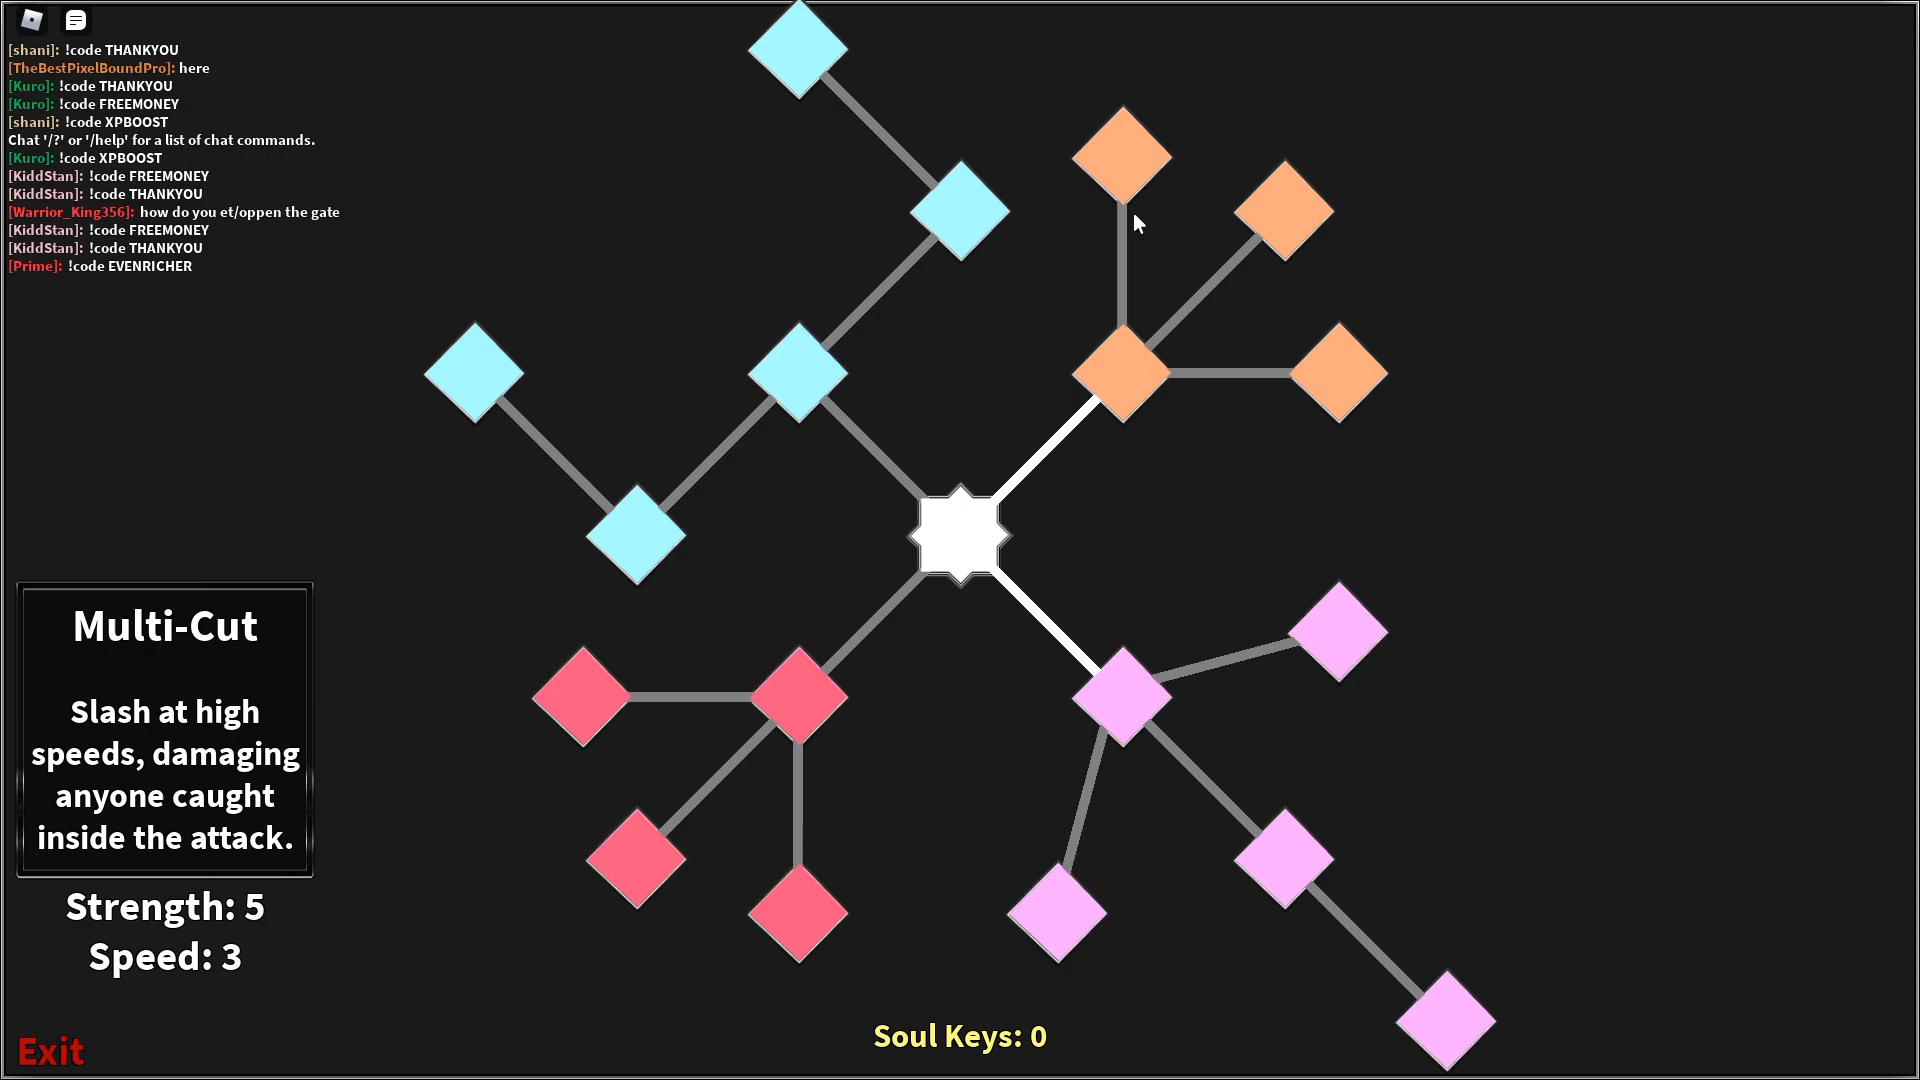 [shani]: !code THANKYOU
[TheBestPixelBoundPro]: here
[Kuro]: !code THANKYOU
[Kuro]: !code FREEMONEY
[shani]: !code XPBOOST
Chat '/?' or '/help' for a list of chat commands.
[Kuro]: !code XPBOOST
[KiddStan]: !code FREEMONEY
[KiddStan]: !code THANKYOU
[Warrior_King356]: how do you et/oppen the gate
[KiddStan]: !code FREEMONEY
[KiddStan]: !code THANKYOU
[Prime]: !code EVENRICHER
Multi-Cut
Slash at high
speeds, damaging
anyone caught
inside the attack.
Strength: 5
Speed: 3
Exit
Soul Keys: 0